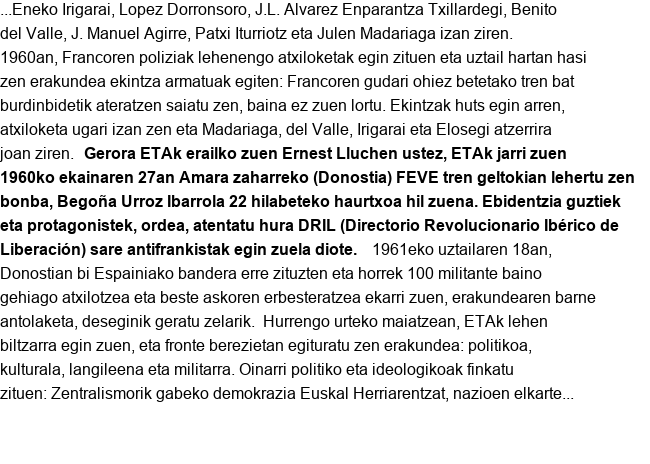 ...Eneko Irigarai, Lopez Dorronsoro, J.L. Alvarez Enparantza Txillardegi, Benito
del Valle, J. Manuel Agirre, Patxi Iturriotz eta Julen Madariaga izan ziren.
1960an, Francoren poliziak lehenengo atxiloketak egin zituen eta uztail hartan hasi
zen erakundea ekintza armatuak egiten: Francoren gudari ohiez betetako tren bat
burdinbidetik ateratzen saiatu zen, baina ez zuen lortu. Ekintzak huts egin arren,
atxiloketa ugari izan zen eta Madariaga, del Valle, Irigarai eta Elosegi atzerrira
joan ziren.  Gerora ETAk erailko zuen Ernest Lluchen ustez, ETAk jarri zuen
1960ko ekainaren 27an Amara zaharreko (Donostia) FEVE tren geltokian lehertu zen
bonba, Begoña Urroz Ibarrola 22 hilabeteko haurtxoa hil zuena. Ebidentzia guztiek
eta protagonistek, ordea, atentatu hura DRIL (Directorio Revolucionario Ibérico de
Liberación) sare antifrankistak egin zuela diote.   1961eko uztailaren 18an,
Donostian bi Espainiako bandera erre zituzten eta horrek 100 militante baino
gehiago atxilotzea eta beste askoren erbesteratzea ekarri zuen, erakundearen barne
antolaketa, deseginik geratu zelarik.  Hurrengo urteko maiatzean, ETAk lehen
biltzarra egin zuen, eta fronte berezietan egituratu zen erakundea: politikoa,
kulturala, langileena eta militarra. Oinarri politiko eta ideologikoak finkatu
zituen: Zentralismorik gabeko demokrazia Euskal Herriarentzat, nazioen elkarte...